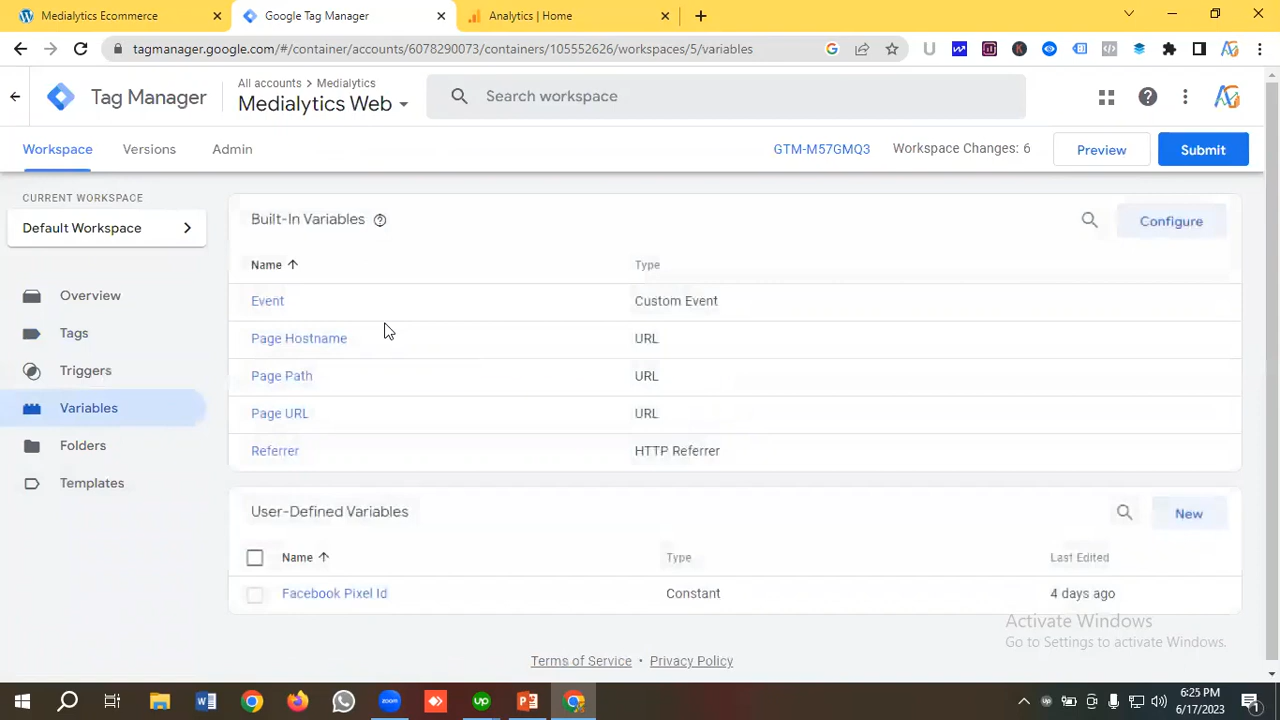 Medialytics Ecommerce
Google Tag Manager
Analytics | Home
tagmanager.google.com/#/container/accounts/6078290073/containers/105552626/workspaces/5/variables
Tag Manager
All accounts > Medialytics
Medialytics Web
Search workspace
Workspace
Versions
Admin
GTM-M57GMQ3
Workspace Changes: 6
Preview
Submit
CURRENT WORKSPACE
Default Workspace
Overview
Tags
Triggers
Variables
Folders
Templates
Built-In Variables
Configure
Name Type
Event Custom Event
Page Hostname URL
Page Path URL
Page URL URL
Referrer HTTP Referrer
User-Defined Variables
New
Name Type Last Edited
Facebook Pixel Id Constant 4 days ago
Activate Windows
Go to Settings to activate Windows.
Terms of Service • Privacy Policy
zoom
up
6:25 PM
6/17/2023